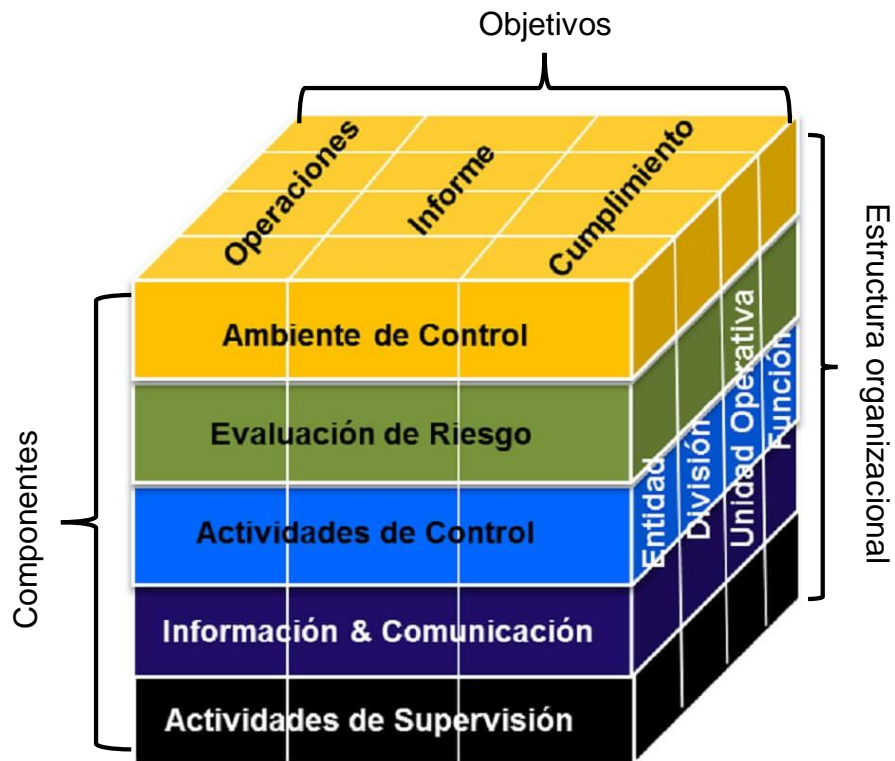 Objetivos
Operaciones
Informe
Cumplimiento
Ambiente de Control
Evaluación de Riesgo
Actividades de Control
Información & Comunicación
Actividades de Supervisión
Componentes
Entidad
División
Unidad Operativa
Función
Estructura organizacional